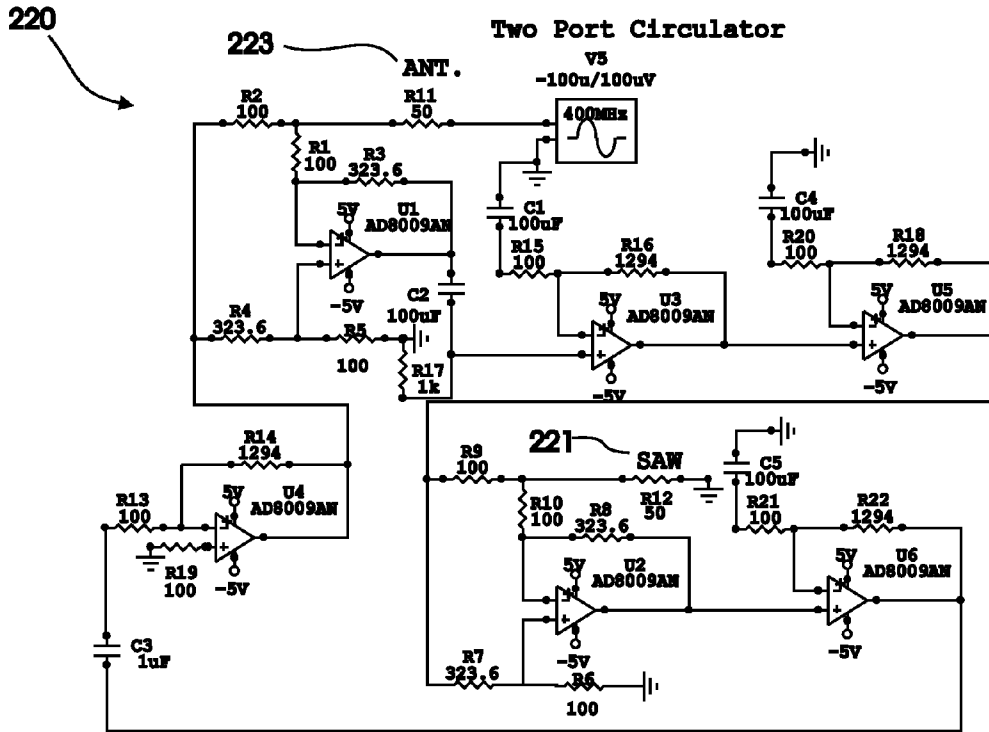 220
Two Port Circulator
223
ANT.
V5
-100u/100uV
400MHz
R2
100
R11
50
R1
100
R3
323.6
5V
U1
AD8009AN
-5V
R4
323.6
R5
100
C2
100uF
R17
1k
C1
100uF
R15
100
R16
1294
5V
U3
AD8009AN
-5V
C4
100uF
R20
100
R18
1294
5V
U5
AD8009AN
-5V
R14
1294
R13
100
5V
U4
AD8009AN
R19
100
-5V
C3
1uF
221
SAW
R9
100
R10
100
R12
50
R8
323.6
5V
U2
AD8009AN
-5V
R7
323.6
R6
100
C5
100uF
R21
100
R22
1294
5V
U6
AD8009AN
-5V